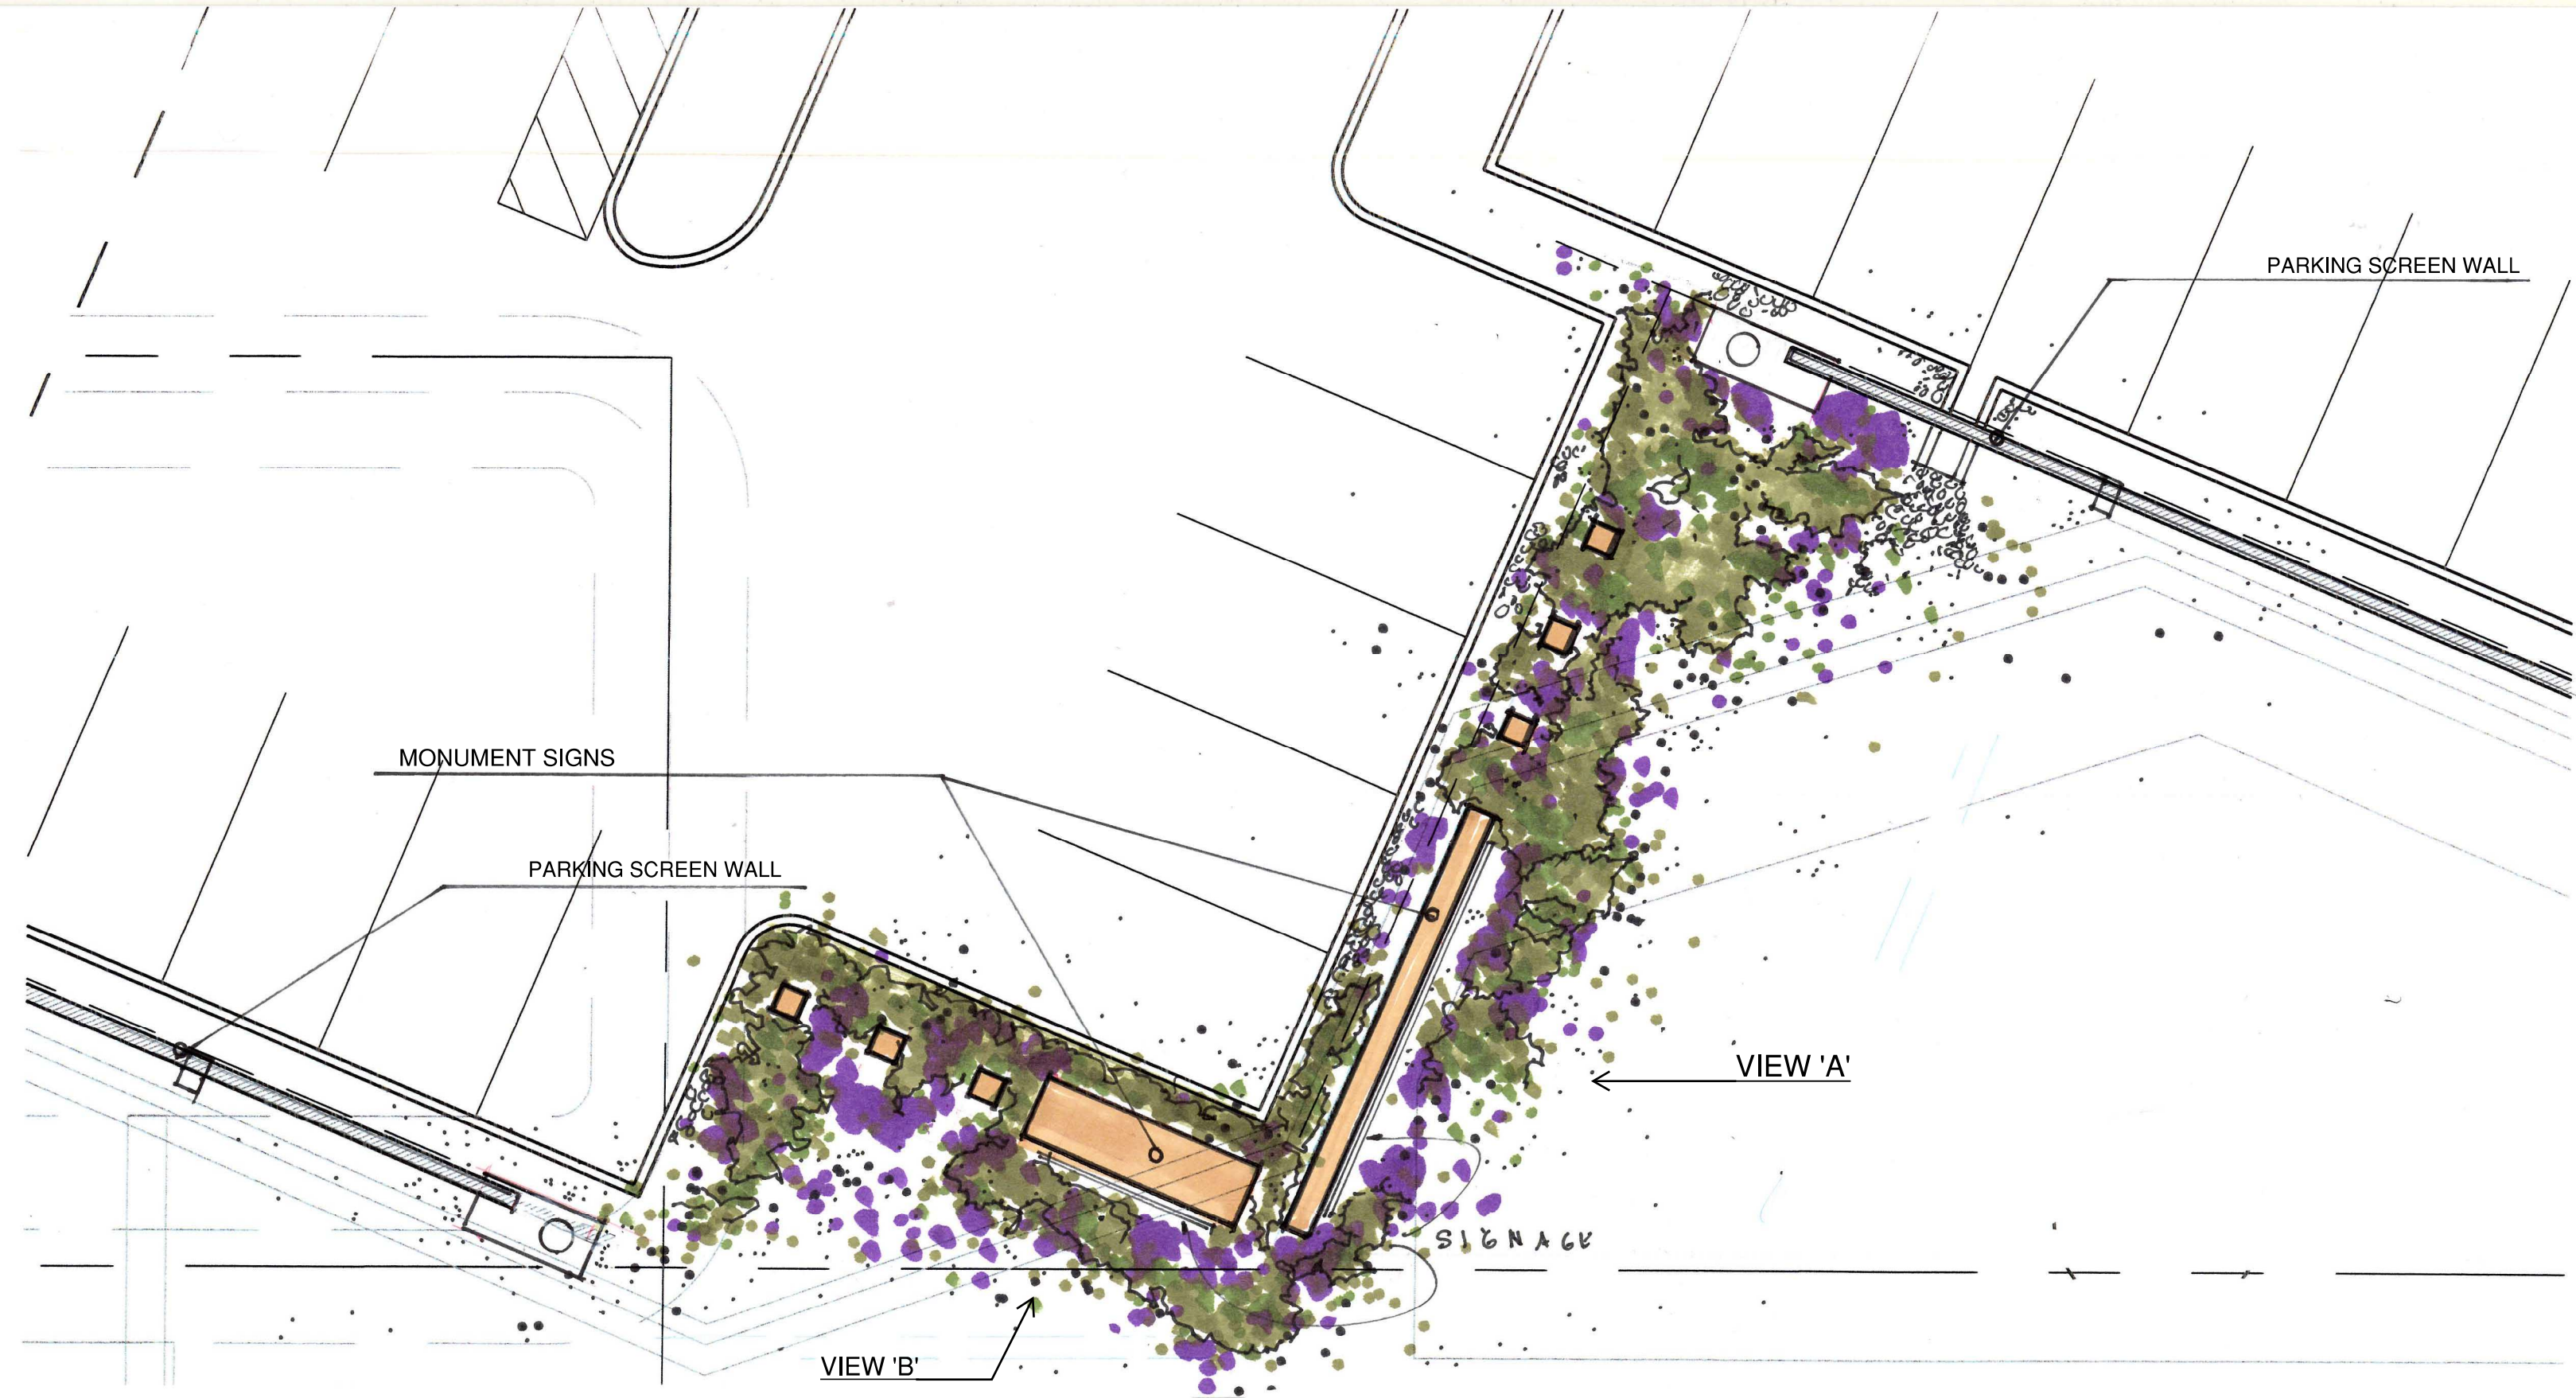 PARKING SCREEN WALL
MONUMENT SIGNS
PARKING SCREEN WALL
VIEW 'A'
SIGNAGE
VIEW 'B'